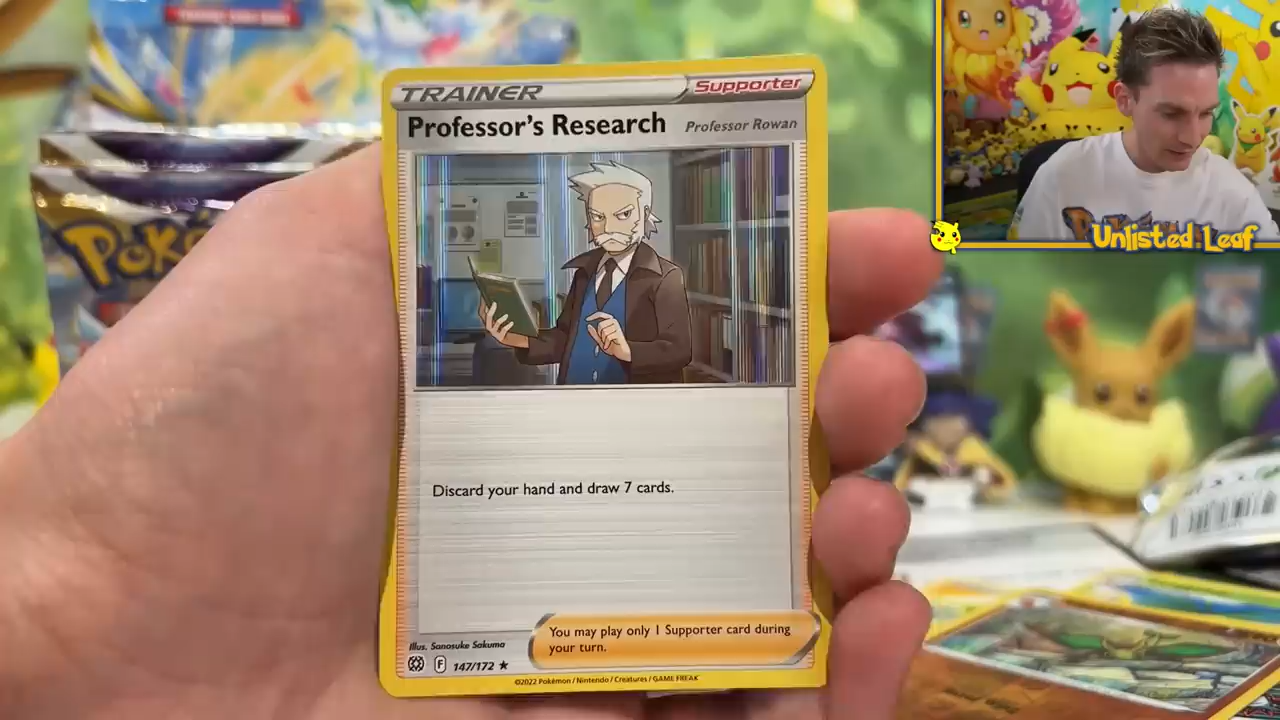 TRAINER
Supporter
Professor's Research
Professor Rowan
Unlisted Leaf
Discard your hand and draw 7 cards.
You may play only 1 Supporter card during
your turn.
Illus. Sanosuke Sakuma
F
147/172 ★
©2022 Pokémon / Nintendo / Creatures / GAME FREAK